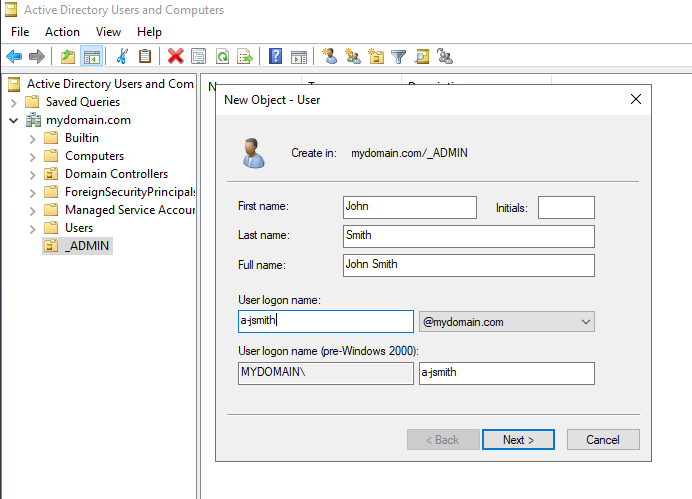 Active Directory Users and Computers
File Action View Help
Active Directory Users and Com
Saved Queries
mydomain.com
Builtin
Computers
Domain Controllers
ForeignSecurityPrincipals
Managed Service Accou
Users
_ADMIN
New Object - User
Create in: mydomain.com/_ADMIN
First name: John Initials:
Last name: Smith
Full name: John Smith
User logon name:
a-jsmith @mydomain.com
User logon name (pre-Windows 2000):
MYDOMAIN\ a-jsmith
< Back Next > Cancel